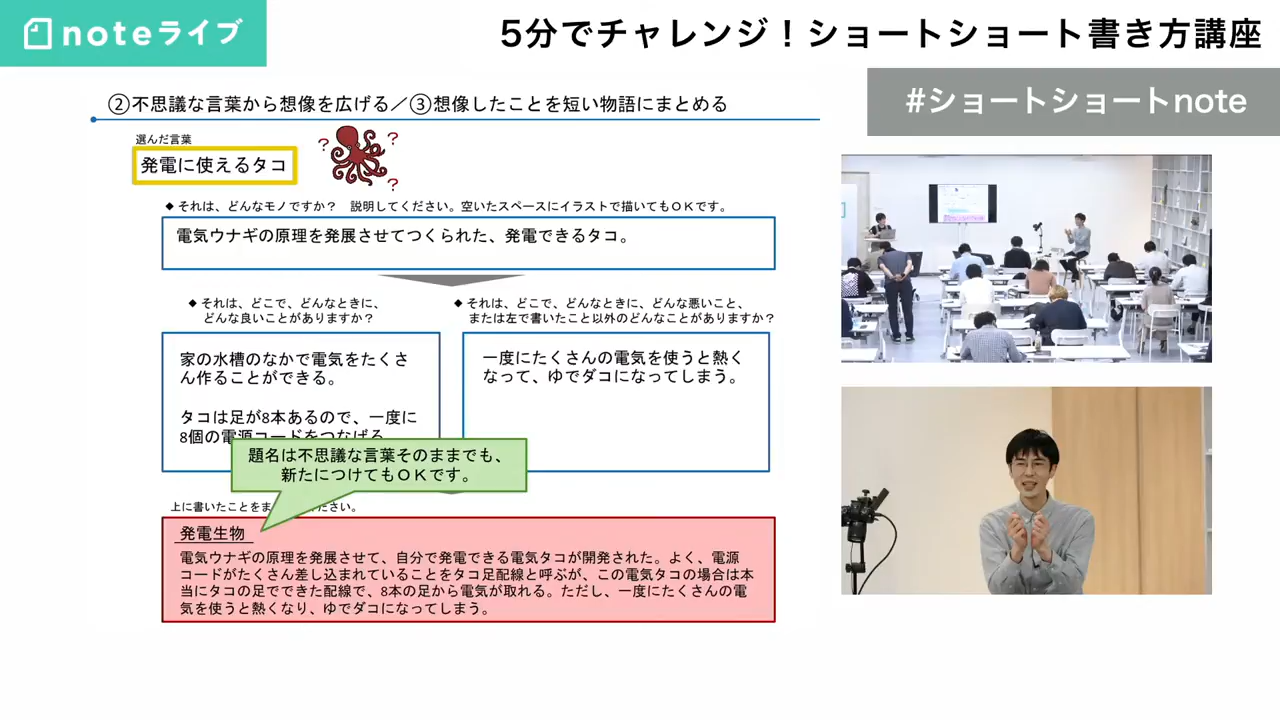 noteライブ
5分でチャレンジ！ショートショート書き方講座
#ショートショートnote
②不思議な言葉から想像を広げる／③想像したことを短い物語にまとめる
選んだ言葉
発電に使えるタコ
? ? ?
◆それは、どんなモノですか？　説明してください。空いたスペースにイラストで描いてもＯＫです。
電気ウナギの原理を発展させてつくられた、発電できるタコ。
◆それは、どこで、どんなときに、
どんな良いことがありますか？
◆それは、どこで、どんなときに、どんな悪いこと、
または左で書いたこと以外のどんなことがありますか？
家の水槽のなかで電気をたくさ
ん作ることができる。
タコは足が8本あるので、一度に
8個の電源コードをつなげる
一度にたくさんの電気を使うと熱く
なって、ゆでダコになってしまう。
題名は不思議な言葉そのままでも、
新たにつけてもＯＫです。
上に書いたことをま ださい。
発電生物
電気ウナギの原理を発展させて、自分で発電できる電気タコが開発された。よく、電源
コードがたくさん差し込まれていることをタコ足配線と呼ぶが、この電気タコの場合は本
当にタコの足でできた配線で、8本の足から電気が取れる。ただし、一度にたくさんの電
気を使うと熱くなり、ゆでダコになってしまう。